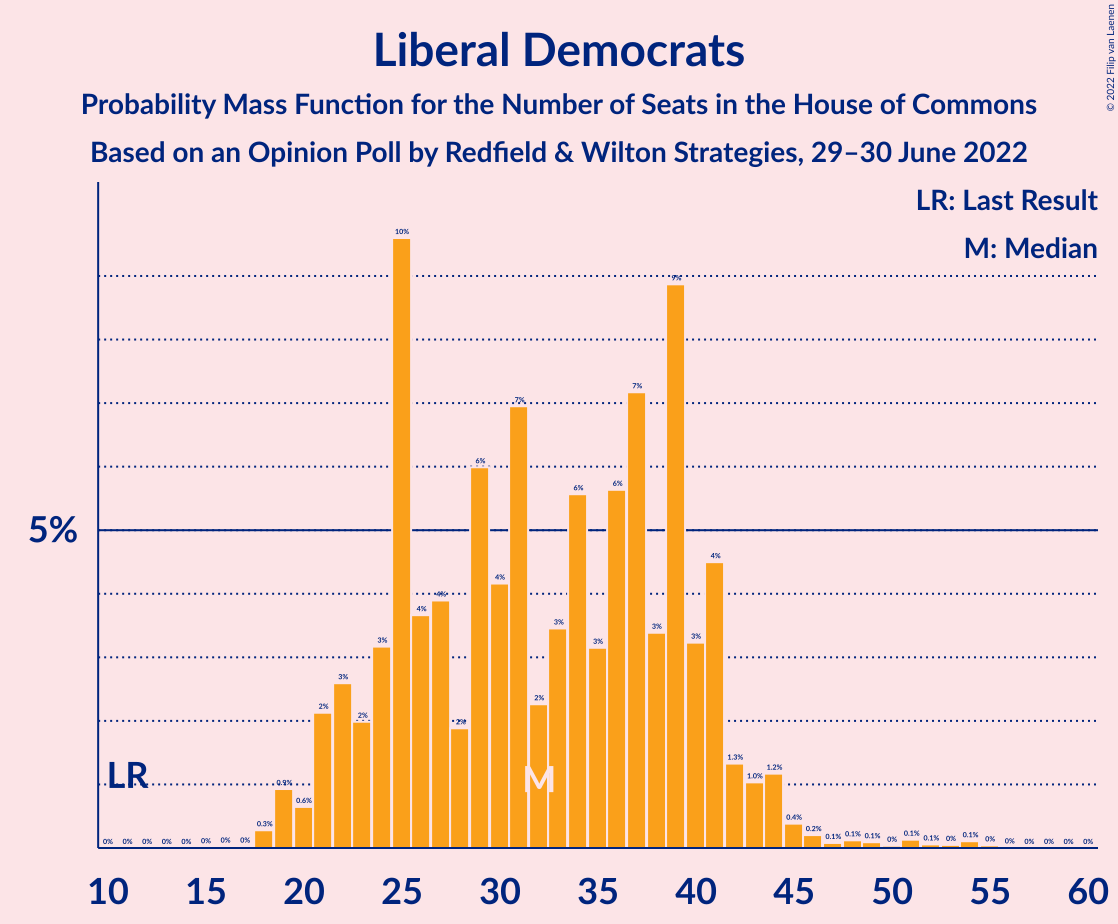 Liberal Democrats
Probability Mass Function for the Number of Seats in the House of Commons
Based on an Opinion Poll by Redfield & Wilton Strategies, 29–30 June 2022
© 2022 Filip van Laenen
LR: Last Result
M: Median
5%
LR
M
0% 0% 0% 0% 0% 0% 0% 0% 0.3% 0.9% 0.6% 2% 3% 2% 3% 10% 4% 4% 2% 6% 4% 7% 2% 3% 6% 3% 6% 7% 3% 9% 3% 4% 1.3% 1.0% 1.2% 0.4% 0.2% 0.1% 0.1% 0.1% 0% 0.1% 0.1% 0% 0.1% 0% 0% 0% 0% 0% 0%
10 15 20 25 30 35 40 45 50 55 60